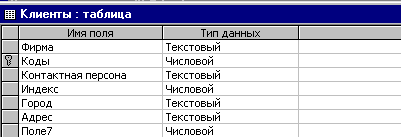 Клиенты : таблица
Имя поля Тип данных
Фирма Текстовый
Коды Числовой
Контактная персона Текстовый
Индекс Числовой
Город Текстовый
Адрес Текстовый
Поле7 Числовой